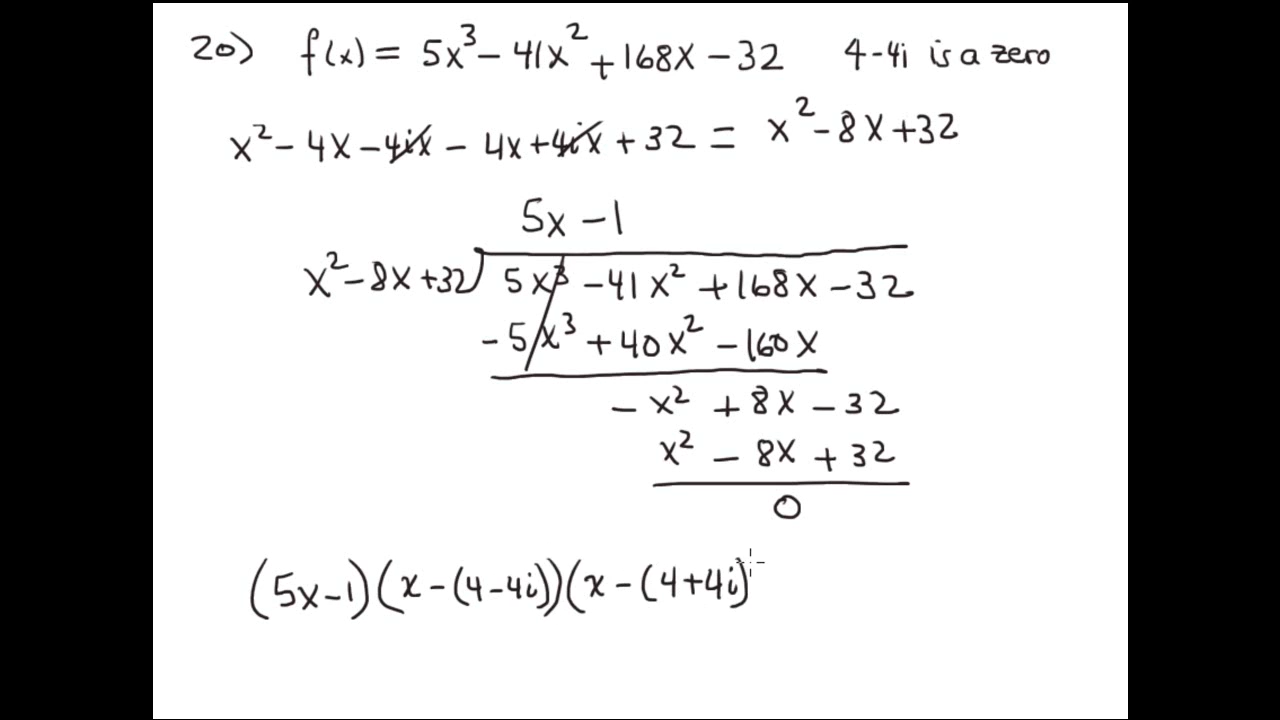 20) f(x) = 5x³ - 41x² + 168x - 32 4-4i is a zero
x² - 4x - 4ix - 4x + 4ix + 32 = x² - 8x + 32
5x - 1
x² - 8x + 32 ) 5x³ - 41x² + 168x - 32
- 5x³ + 40x² - 160x
- x² + 8x - 32
x² - 8x + 32
0
(5x-1)(x-(4-4i))(x-(4+4i)